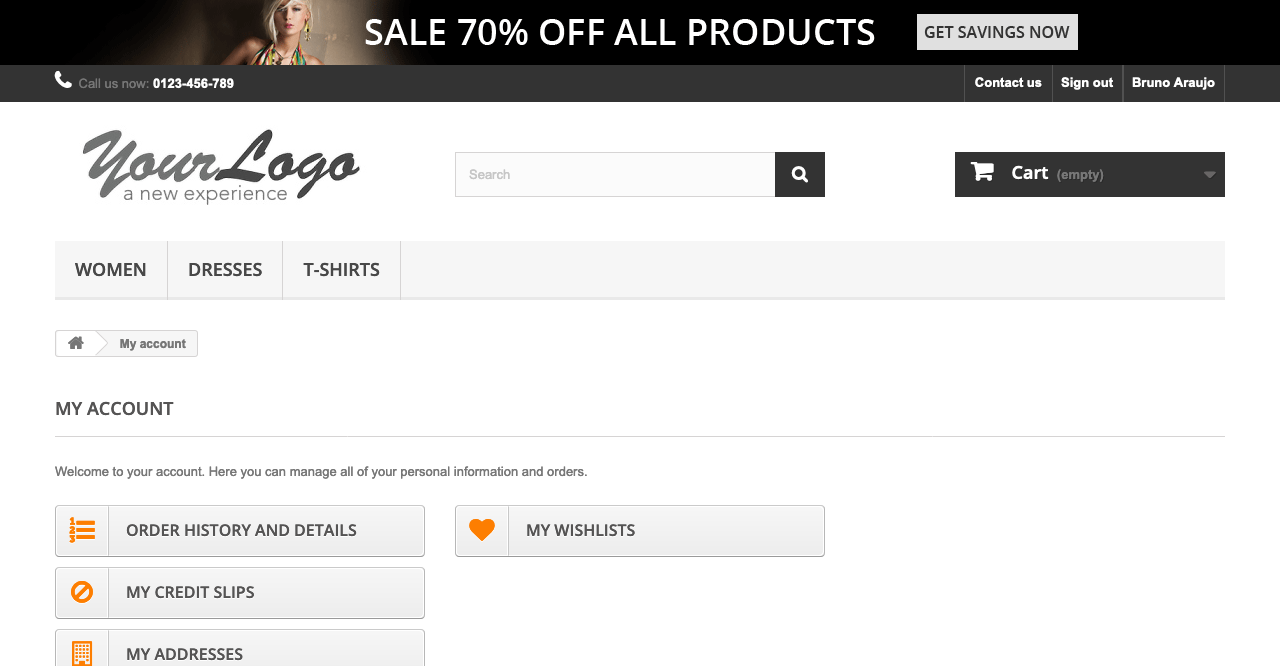 SALE 70% OFF ALL PRODUCTS
GET SAVINGS NOW
Call us now: 0123-456-789
Contact us
Sign out
Bruno Araujo
YourLogo
a new experience
Search
Cart (empty)
WOMEN
DRESSES
T-SHIRTS
My account
MY ACCOUNT
Welcome to your account. Here you can manage all of your personal information and orders.
ORDER HISTORY AND DETAILS
MY WISHLISTS
MY CREDIT SLIPS
MY ADDRESSES